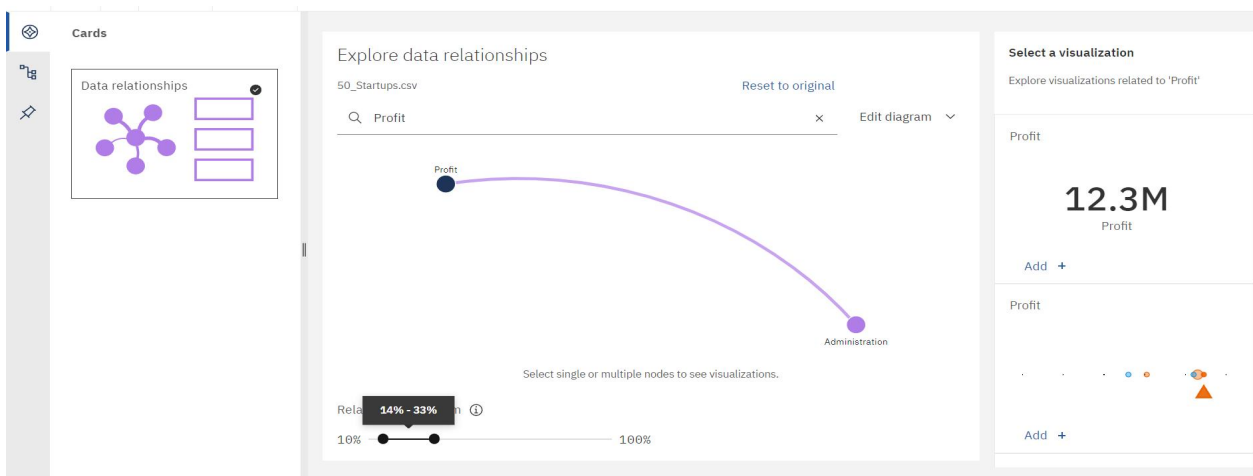 Cards
Data relationships
Explore data relationships
50_Startups.csv
Reset to original
Profit
×
Edit diagram
Profit
Administration
Select single or multiple nodes to see visualizations.
14% - 33%
10%
100%
Select a visualization
Explore visualizations related to 'Profit'
Profit
12.3M
Profit
Add +
Profit
Add +